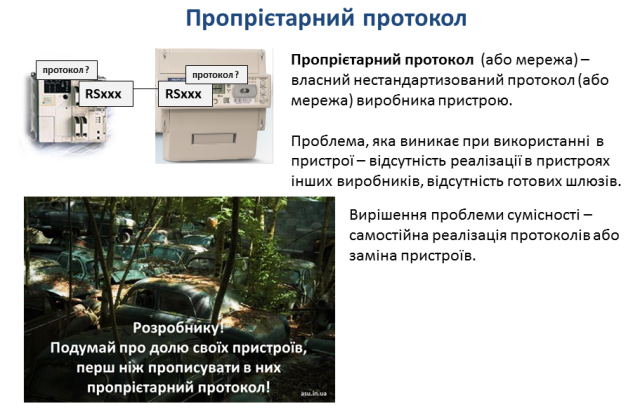 Пропрієтарний протокол
протокол ?
RSxxx
RSxxx
протокол ?
Пропрієтарний протокол (або мережа) –
власний нестандартизований протокол (або
мережа) виробника пристрою.
Проблема, яка виникає при використанні в
пристрої – відсутність реалізації в пристроях
інших виробників, відсутність готових шлюзів.
Вирішення проблеми сумісності –
самостійна реалізація протоколів або
заміна пристроїв.
Розробнику!
Подумай про долю своїх пристроїв,
перш ніж прописувати в них
пропрієтарний протокол!
asu.in.ua